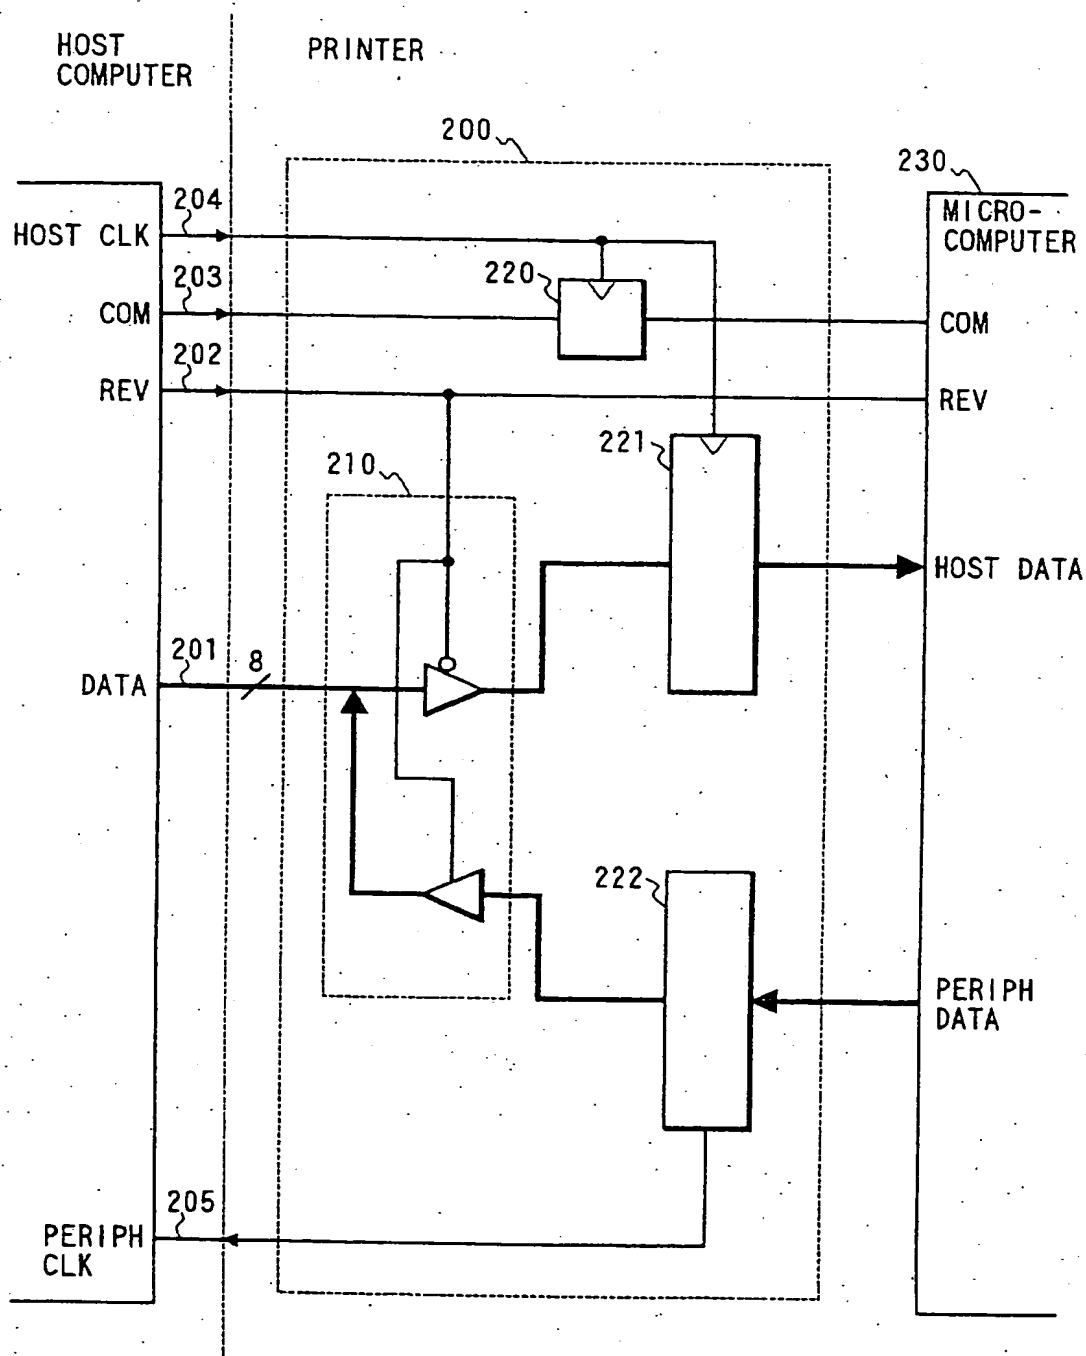 HOST
COMPUTER
PRINTER
200
230
MICRO-
COMPUTER
204
HOST CLK
220
203
COM
COM
202
REV
REV
221
210
HOST DATA
201
8
DATA
222
PERIPH
DATA
205
PERIPH
CLK